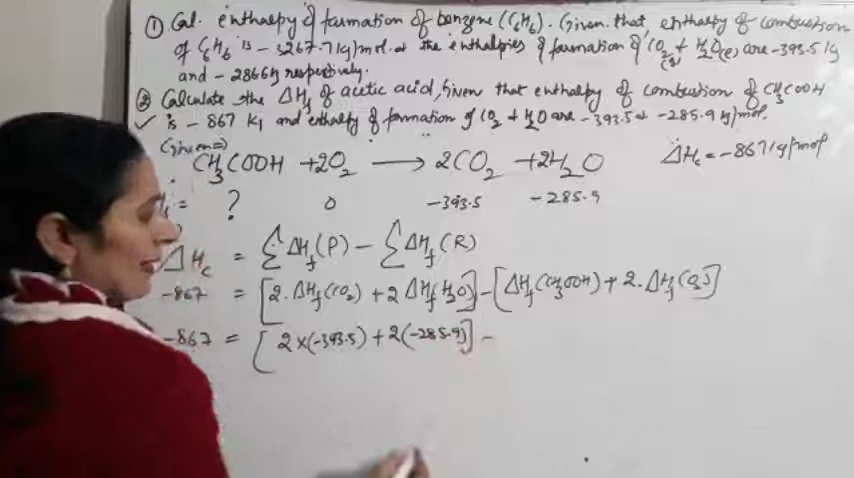 ① Cal. enthalpy of farmation of benzene (C6H6). Given that enthalpy of combustion
of C6H6 is -3267.7 kJ/mol & the enthalpies of farmation of CO2(g) + H2O(l) are -393.5 kJ
and -286.6 kJ respectively.
② Calculate the ΔHf of acetic acid, Given that enthalpy of combustion of CH3COOH
✓ is -867 kJ and enthalpy of formation of CO2 + H2O are -393.5 & -285.9 kJ/mol.
(given)
CH3COOH + 2O2 → 2CO2 + 2H2O ΔHc = -867 kJ/mol
= ? 0 -393.5 -285.9
ΔHc = ΣΔHf(P) - ΣΔHf(R)
-867 = [2.ΔHf(CO2) + 2ΔHf(H2O)] - [ΔHf(CH3COOH) + 2.ΔHf(O2)]
-867 = [2×(-393.5) + 2(-285.9)] -